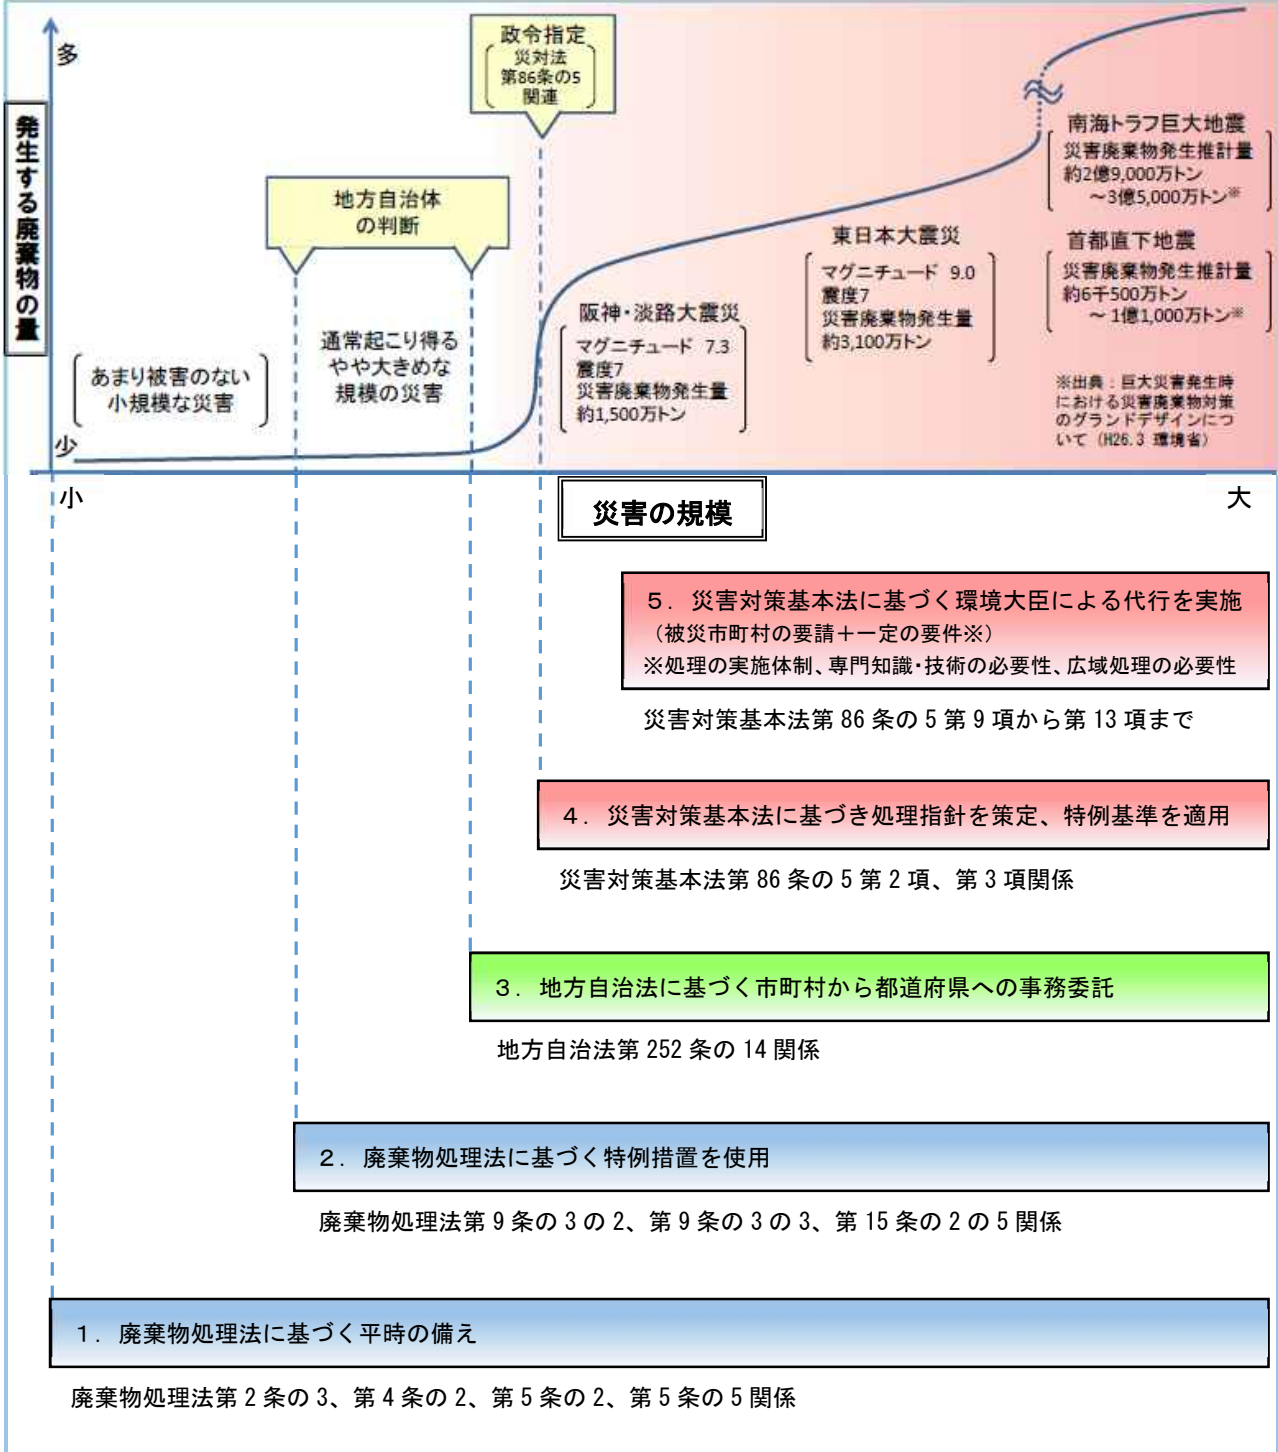 多
発生する廃棄物の量
少
政令指定
災対法
第86条の5
関連
地方自治体
の判断
あまり被害のない
小規模な災害
通常起こり得る
やや大きめな
規模の災害
阪神・淡路大震災
マグニチュード 7.3
震度7
災害廃棄物発生量
約1,500万トン
東日本大震災
マグニチュード 9.0
震度7
災害廃棄物発生量
約3,100万トン
南海トラフ巨大地震
災害廃棄物発生推計量
約2億9,000万トン
～3億5,000万トン※
首都直下地震
災害廃棄物発生推計量
約6千500万トン
～ 1億1,000万トン※
※出典：巨大災害発生時
における災害廃棄物対策
のグランドデザインにつ
いて（H26.3 環境省）
小
災害の規模
大
５．災害対策基本法に基づく環境大臣による代行を実施
（被災市町村の要請＋一定の要件※）
※処理の実施体制、専門知識・技術の必要性、広域処理の必要性
災害対策基本法第 86 条の 5 第 9 項から第 13 項まで
４．災害対策基本法に基づき処理指針を策定、特例基準を適用
災害対策基本法第 86 条の 5 第 2 項、第 3 項関係
３．地方自治法に基づく市町村から都道府県への事務委託
地方自治法第 252 条の 14 関係
２．廃棄物処理法に基づく特例措置を使用
廃棄物処理法第 9 条の 3 の 2、第 9 条の 3 の 3、第 15 条の 2 の 5 関係
１．廃棄物処理法に基づく平時の備え
廃棄物処理法第 2 条の 3、第 4 条の 2、第 5 条の 2、第 5 条の 5 関係